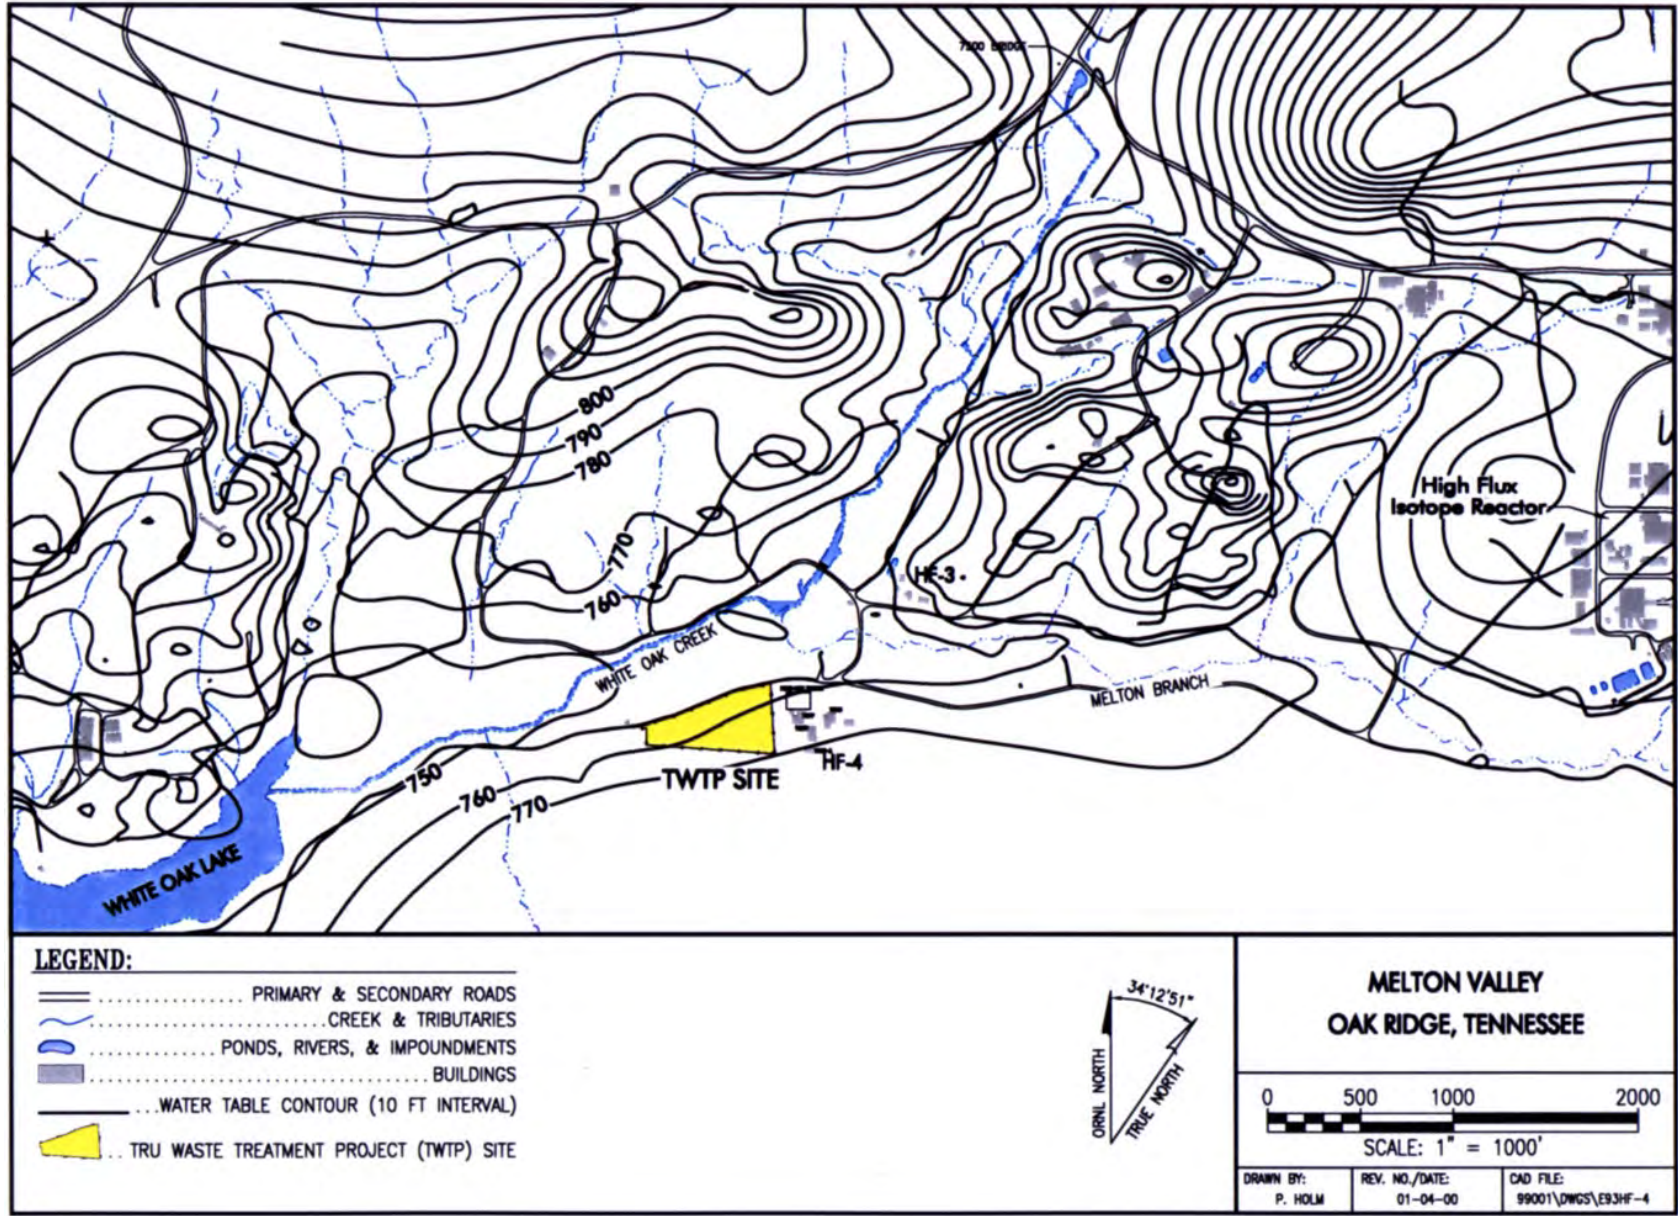 7500 BRIDGE
800
790
780
770
760
High Flux
Isotope Reactor
HF-3
WHITE OAK CREEK
MELTON BRANCH
TWTP SITE
HF-4
750
760
770
WHITE OAK LAKE
LEGEND:
PRIMARY & SECONDARY ROADS
CREEK & TRIBUTARIES
PONDS, RIVERS, & IMPOUNDMENTS
BUILDINGS
...WATER TABLE CONTOUR (10 FT INTERVAL)
.. TRU WASTE TREATMENT PROJECT (TWTP) SITE
34°12'51"
ORNL NORTH
TRUE NORTH
MELTON VALLEY
OAK RIDGE, TENNESSEE
0 500 1000 2000
SCALE: 1" = 1000'
DRAWN BY:
P. HOLM
REV. NO./DATE:
01-04-00
CAD FILE:
99001\DWGS\E93HF-4